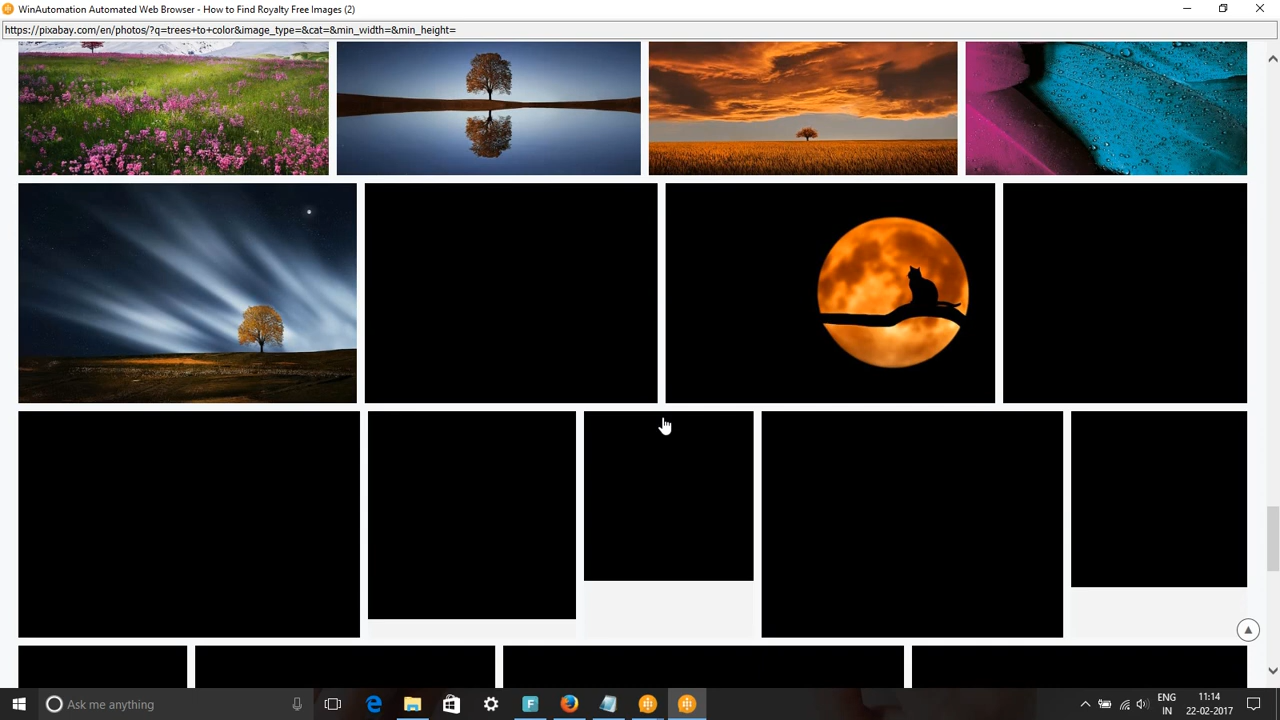 WinAutomation Automated Web Browser - How to Find Royalty Free Images (2)
https://pixabay.com/en/photos/?q=trees+to+color&image_type=&cat=&min_width=&min_height=
Ask me anything
ENG
IN
11:14
22-02-2017